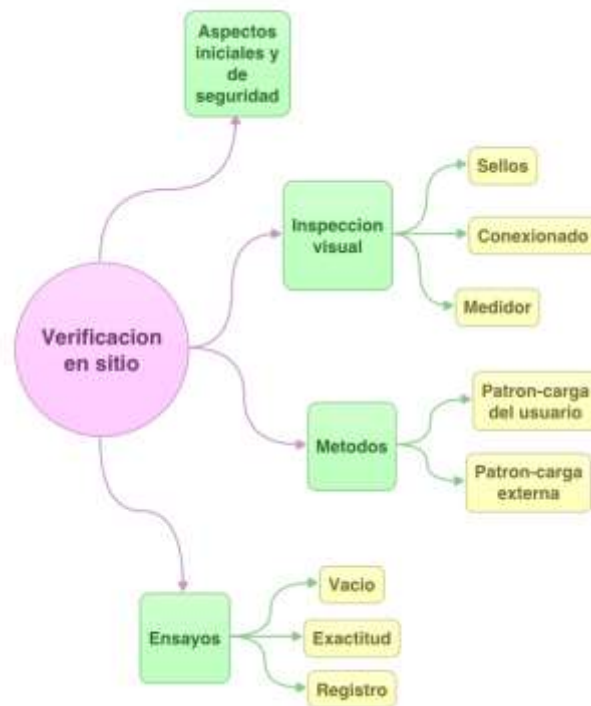 Aspectos
iniciales y
de
seguridad
Inspeccion
visual
Sellos
Conexionado
Medidor
Verificacion
en sitio
Metodos
Patron-carga
del usuario
Patron-carga
externa
Ensayos
Vacio
Exactitud
Registro